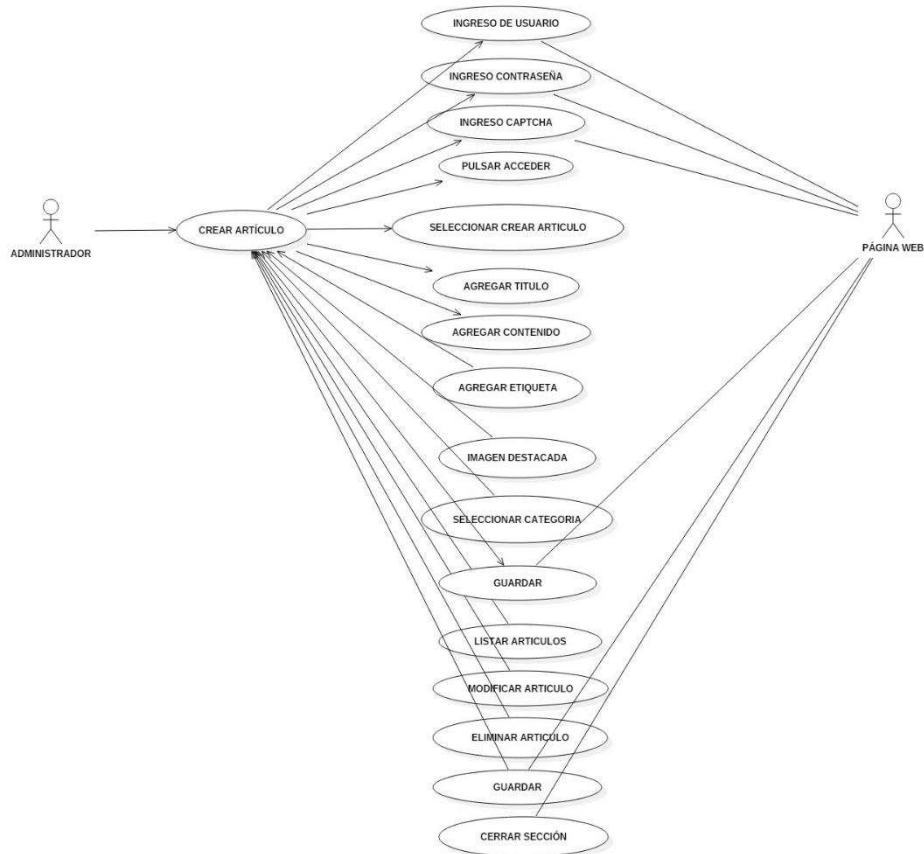 INGRESO DE USUARIO
INGRESO CONTRASEÑA
INGRESO CAPTCHA
PULSAR ACCEDER
ADMINISTRADOR
CREAR ARTÍCULO
SELECCIONAR CREAR ARTICULO
PÁGINA WEB
AGREGAR TITULO
AGREGAR CONTENIDO
AGREGAR ETIQUETA
IMAGEN DESTACADA
SELECCIONAR CATEGORIA
GUARDAR
LISTAR ARTICULOS
MODIFICAR ARTICULO
ELIMINAR ARTICULO
GUARDAR
CERRAR SECCIÓN